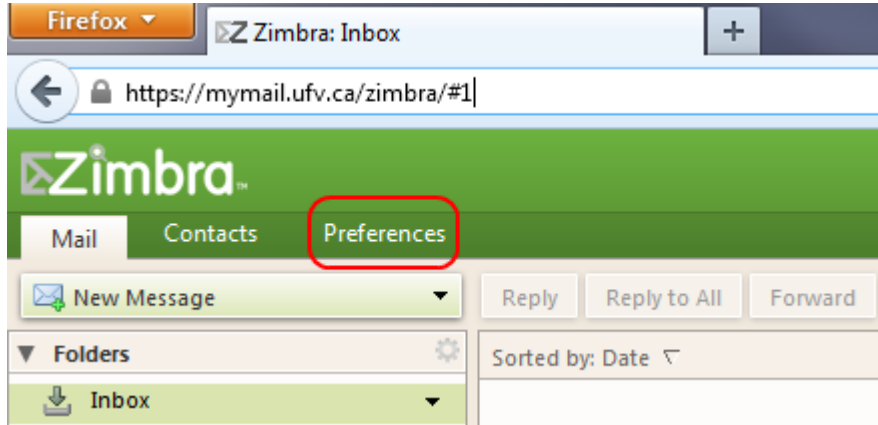 Firefox
Zimbra: Inbox
https://mymail.ufv.ca/zimbra/#1
Zimbra™
Mail Contacts Preferences
New Message Reply Reply to All Forward
Folders Sorted by: Date
Inbox